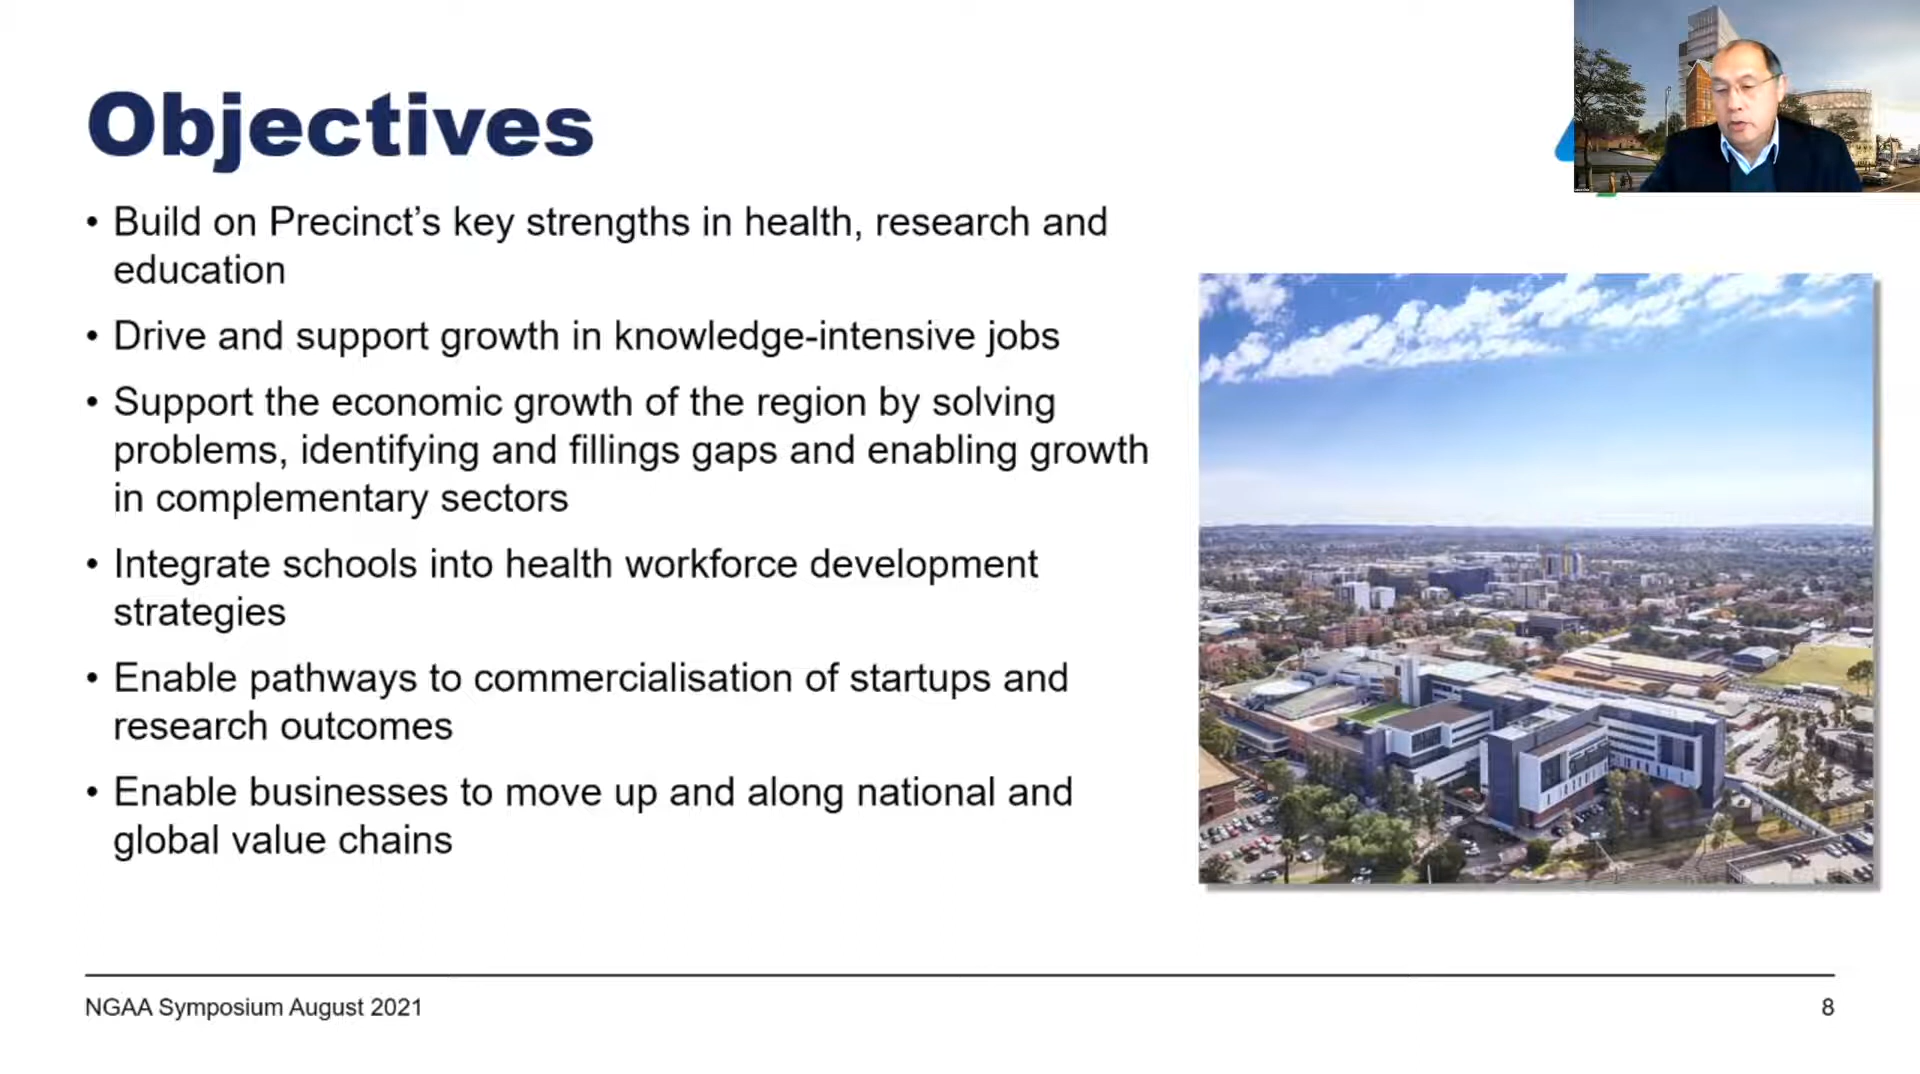 Objectives
• Build on Precinct’s key strengths in health, research and
education
• Drive and support growth in knowledge-intensive jobs
• Support the economic growth of the region by solving
problems, identifying and fillings gaps and enabling growth
in complementary sectors
• Integrate schools into health workforce development
strategies
• Enable pathways to commercialisation of startups and
research outcomes
• Enable businesses to move up and along national and
global value chains
NGAA Symposium August 2021
8